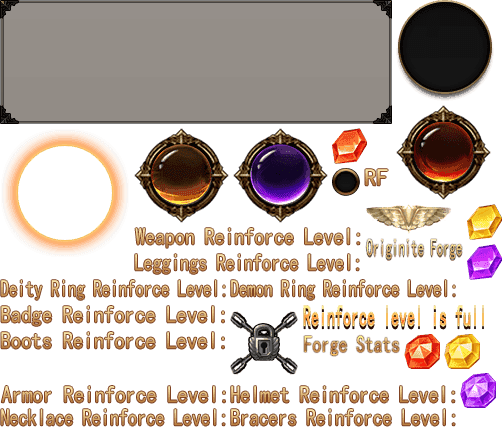 RF
Weapon Reinforce Level:
Originite Forge
Leggings Reinforce Level:
Deity Ring Reinforce Level:
Demon Ring Reinforce Level:
Badge Reinforce Level:
Reinforce level is full
Boots Reinforce Level:
Forge Stats
Armor Reinforce Level:
Helmet Reinforce Level:
Necklace Reinforce Level:
Bracers Reinforce Level: